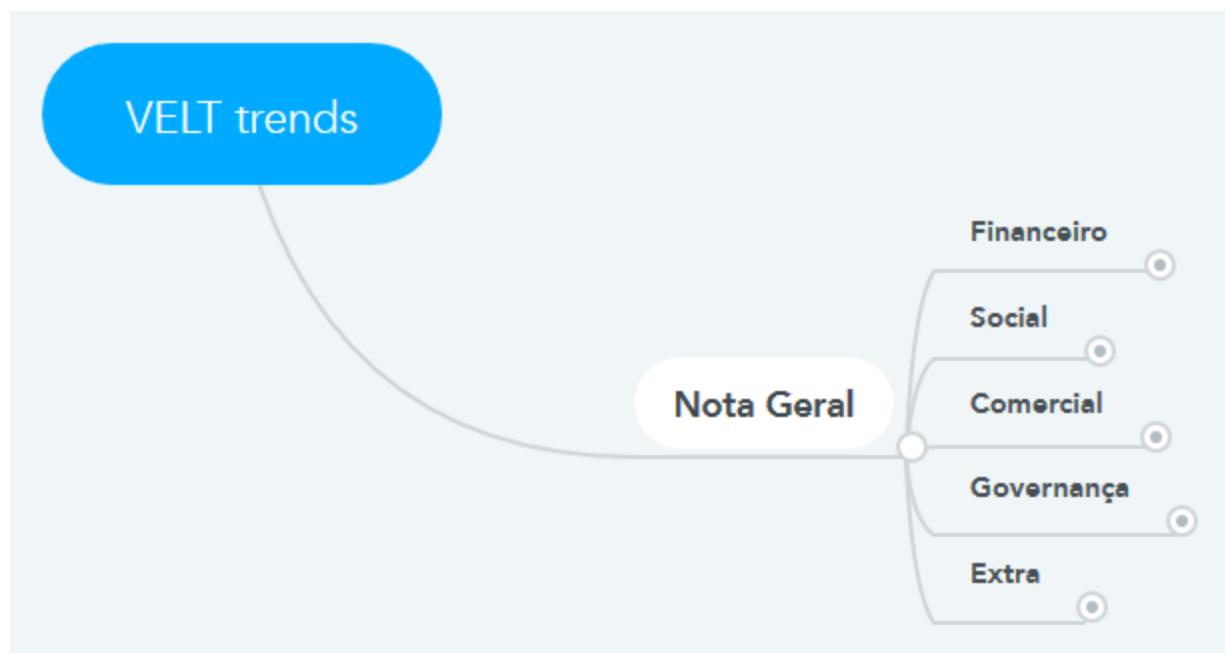 VELT trends
Nota Geral
Financeiro
Social
Comercial
Governança
Extra